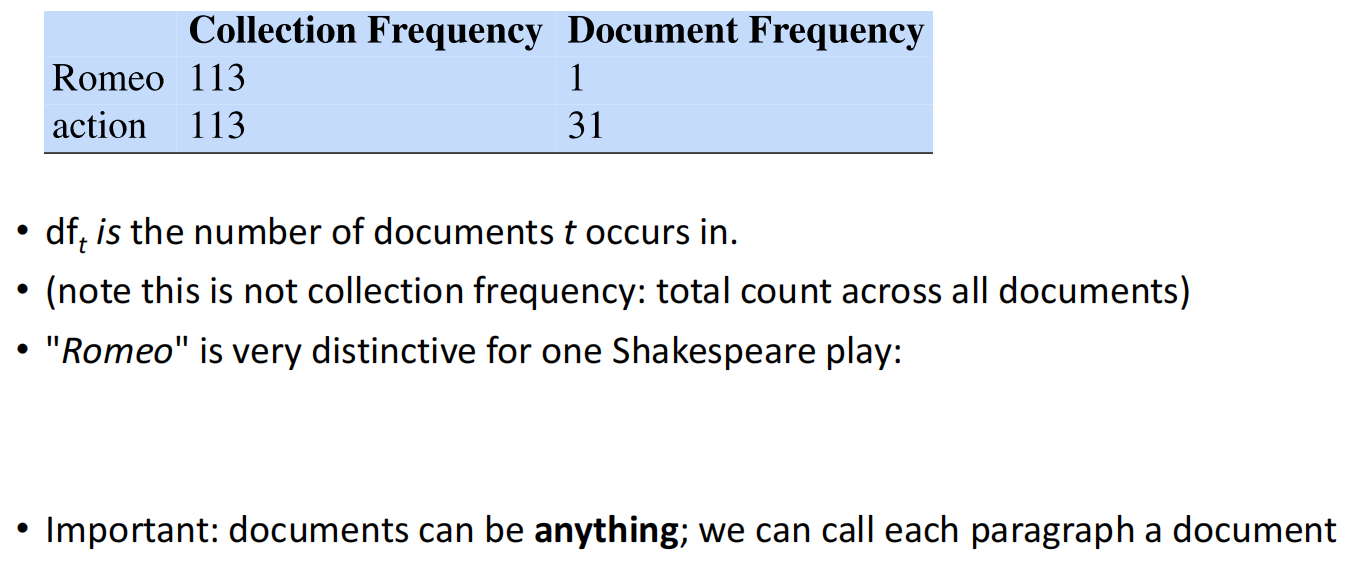 Collection Frequency Document Frequency
Romeo 113 1
action 113 31
• dft is the number of documents t occurs in.
• (note this is not collection frequency: total count across all documents)
• "Romeo" is very distinctive for one Shakespeare play:
• Important: documents can be anything; we can call each paragraph a document